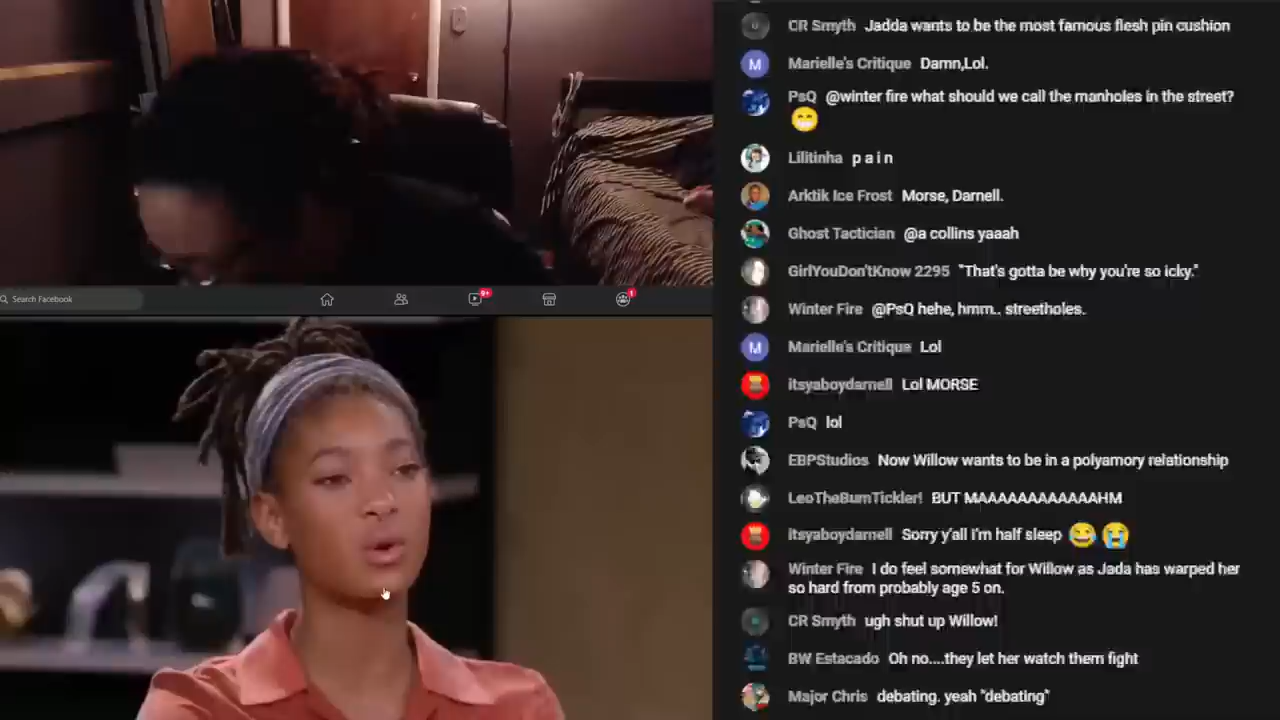 CR Smyth Jadda wants to be the most famous flesh pin cushion
Marielle's Critique Damn,Lol.
PsQ @winter fire what should we call the manholes in the street?
😁
Lilitinha p a i n
Arktik Ice Frost Morse, Darnell.
Ghost Tactician @a collins yaaah
GirlYouDon'tKnow 2295 "That's gotta be why you're so icky."
Winter Fire @PsQ hehe, hmm.. streetholes.
M
Marielle's Critique Lol
itsyaboydarnell Lol MORSE
PsQ lol
EBPStudios Now Willow wants to be in a polyamory relationship
LeoTheBumTickler! BUT MAAAAAAAAAAAAHM
itsyaboydarnell Sorry y'all I'm half sleep 😂 😭
Winter Fire I do feel somewhat for Willow as Jada has warped her
so hard from probably age 5 on.
CR Smyth ugh shut up Willow!
BW Estacado Oh no....they let her watch them fight
Major Chris debating. yeah "debating"
Search Facebook
9+
1